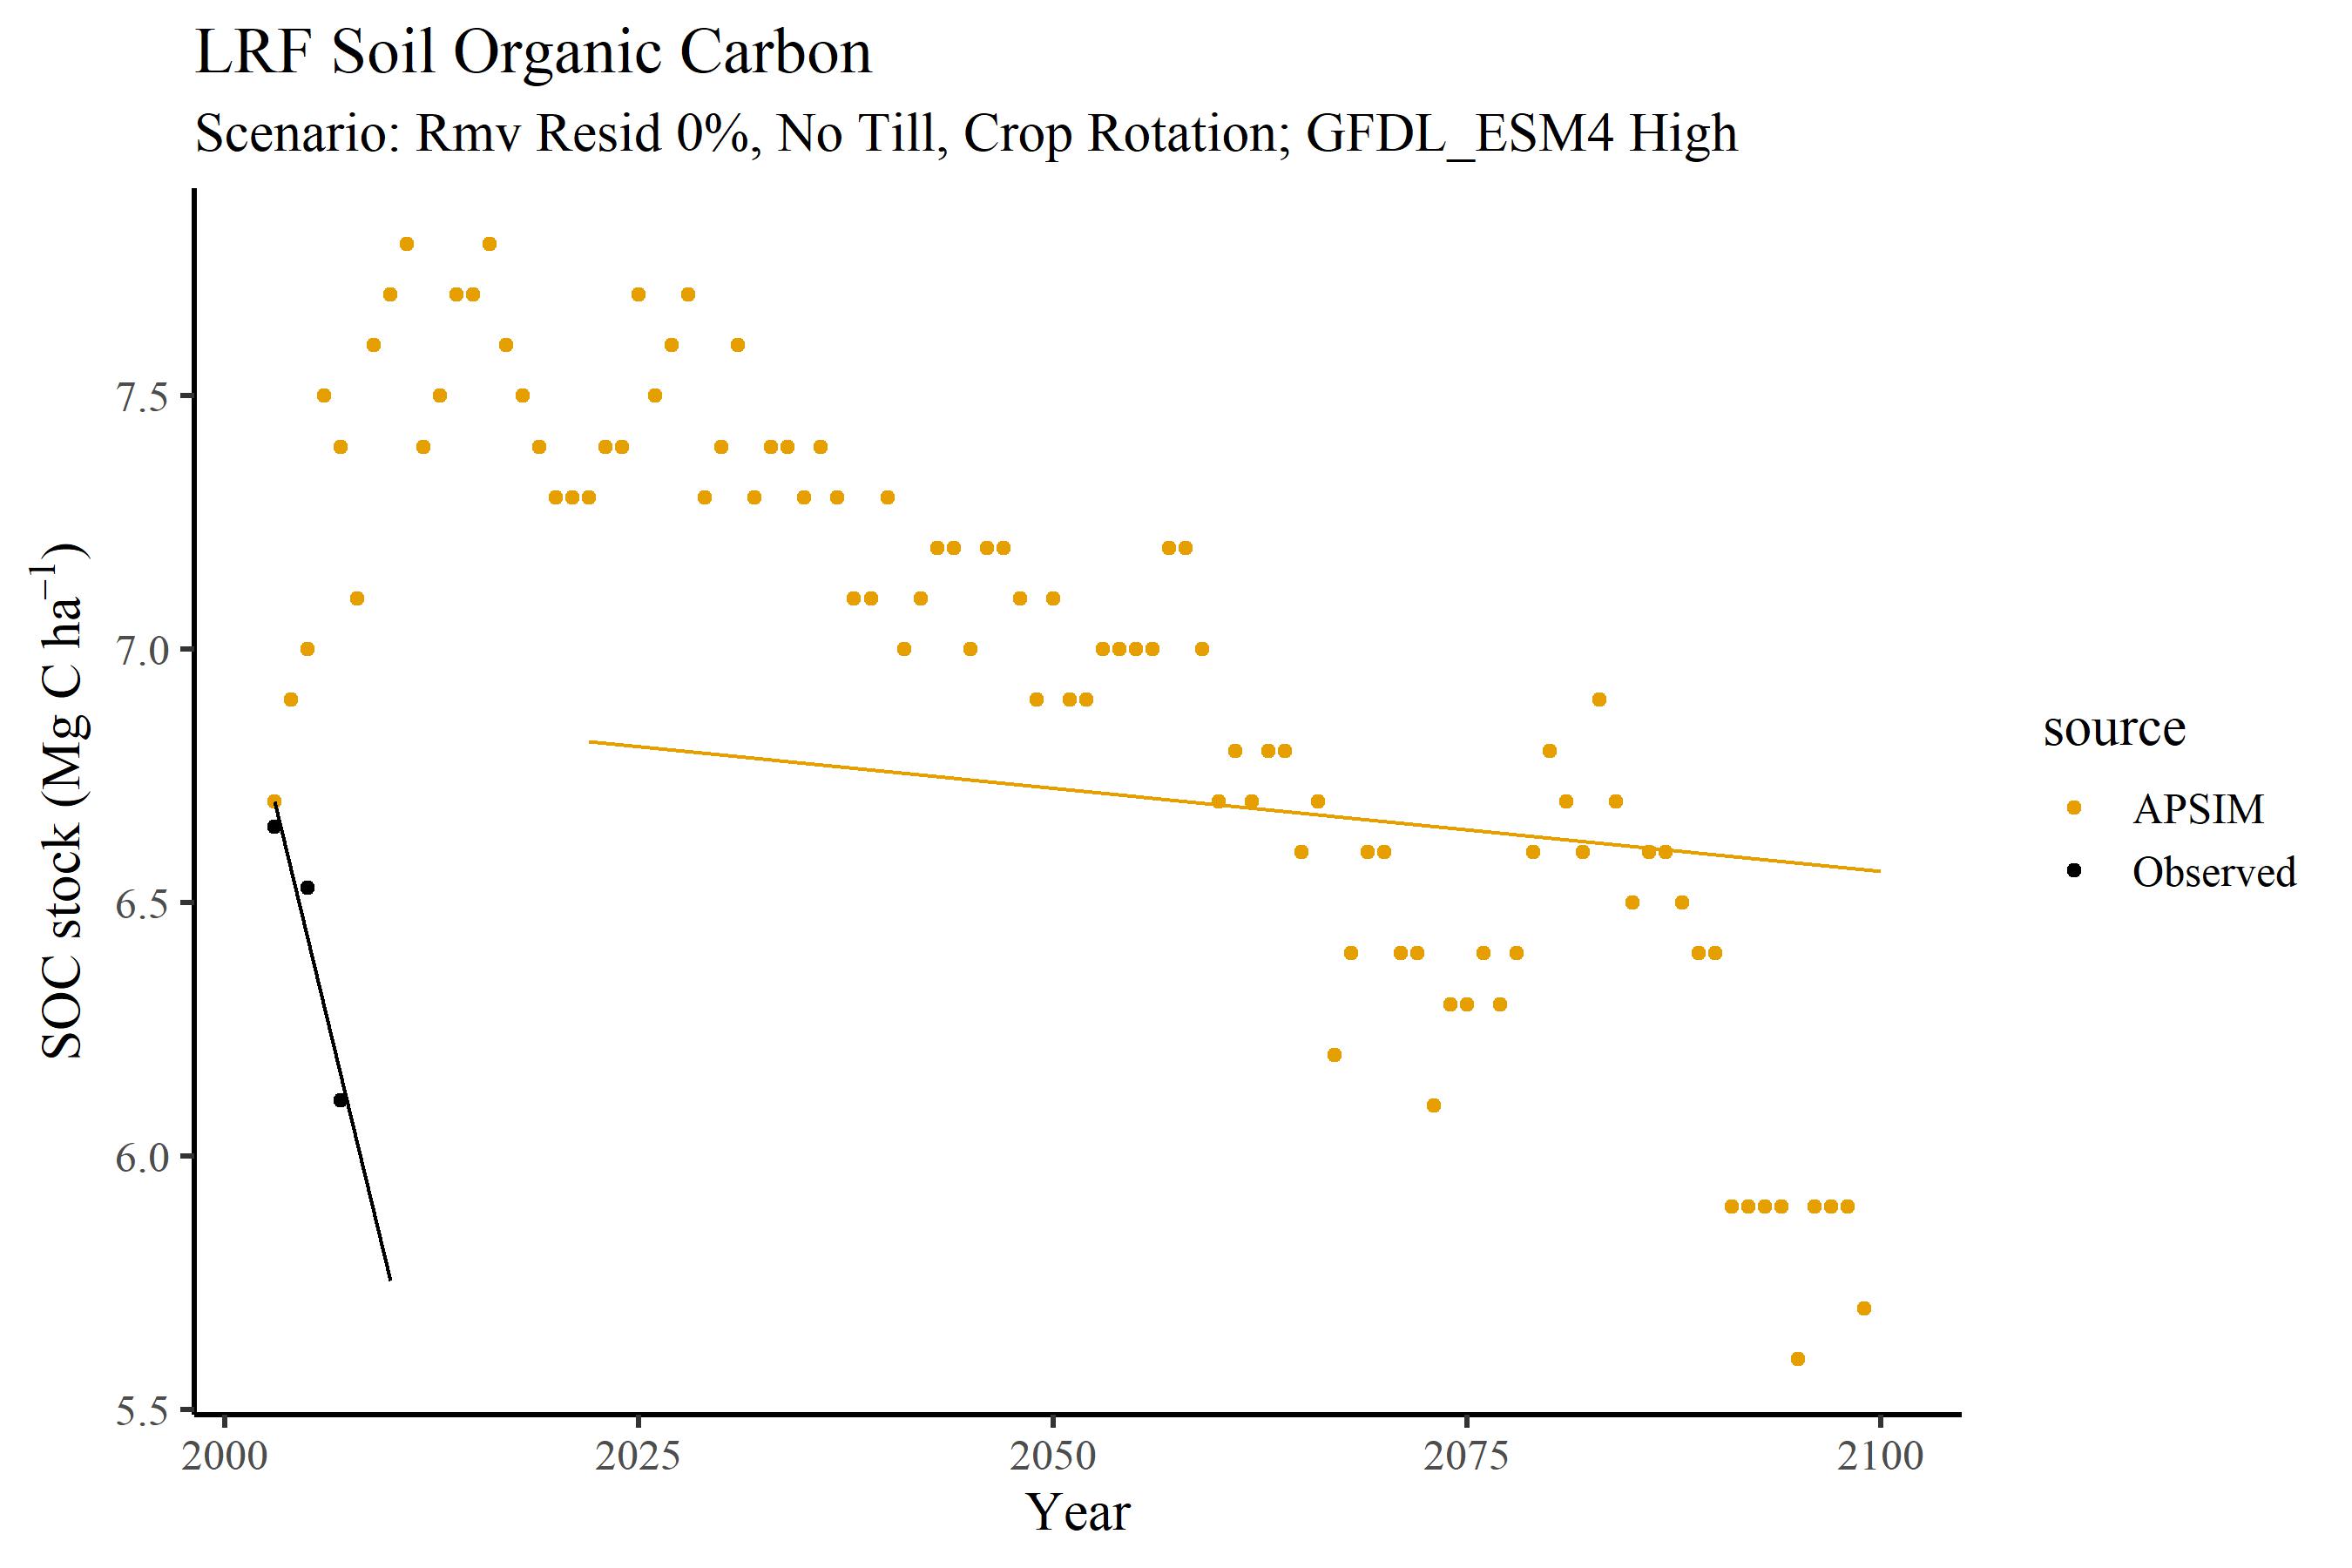 LRF Soil Organic Carbon
Scenario: Rmv Resid 0%, No Till, Crop Rotation; GFDL_ESM4 High
SOC stock (Mg C ha⁻¹)
7.5
7.0
6.5
6.0
5.5
2000 2025 2050 2075 2100
Year
source
APSIM
Observed